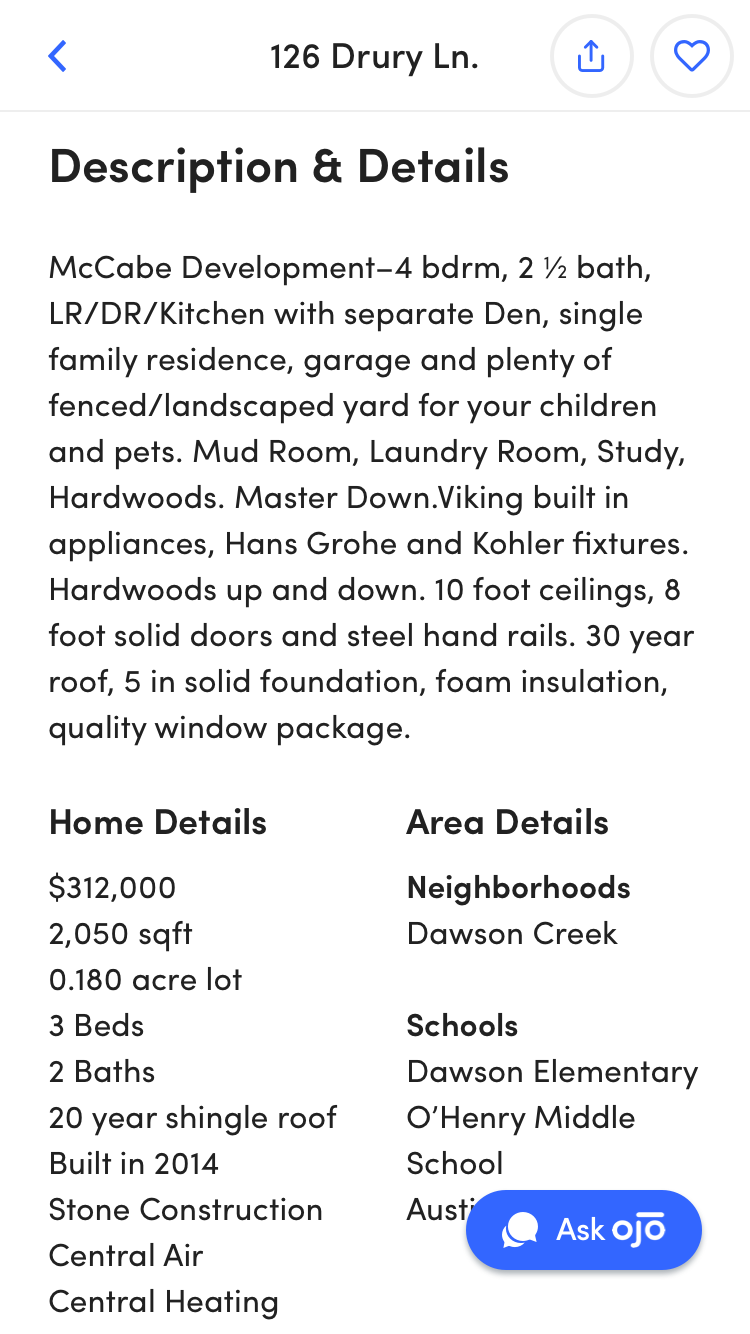 126 Drury Ln.
Description & Details
McCabe Development–4 bdrm, 2 ½ bath,
LR/DR/Kitchen with separate Den, single
family residence, garage and plenty of
fenced/landscaped yard for your children
and pets. Mud Room, Laundry Room, Study,
Hardwoods. Master Down.Viking built in
appliances, Hans Grohe and Kohler fixtures.
Hardwoods up and down. 10 foot ceilings, 8
foot solid doors and steel hand rails. 30 year
roof, 5 in solid foundation, foam insulation,
quality window package.
Home Details
$312,000
2,050 sqft
0.180 acre lot
3 Beds
2 Baths
20 year shingle roof
Built in 2014
Stone Construction
Central Air
Central Heating
Area Details
Neighborhoods
Dawson Creek
Schools
Dawson Elementary
O’Henry Middle
School
Ask ojō